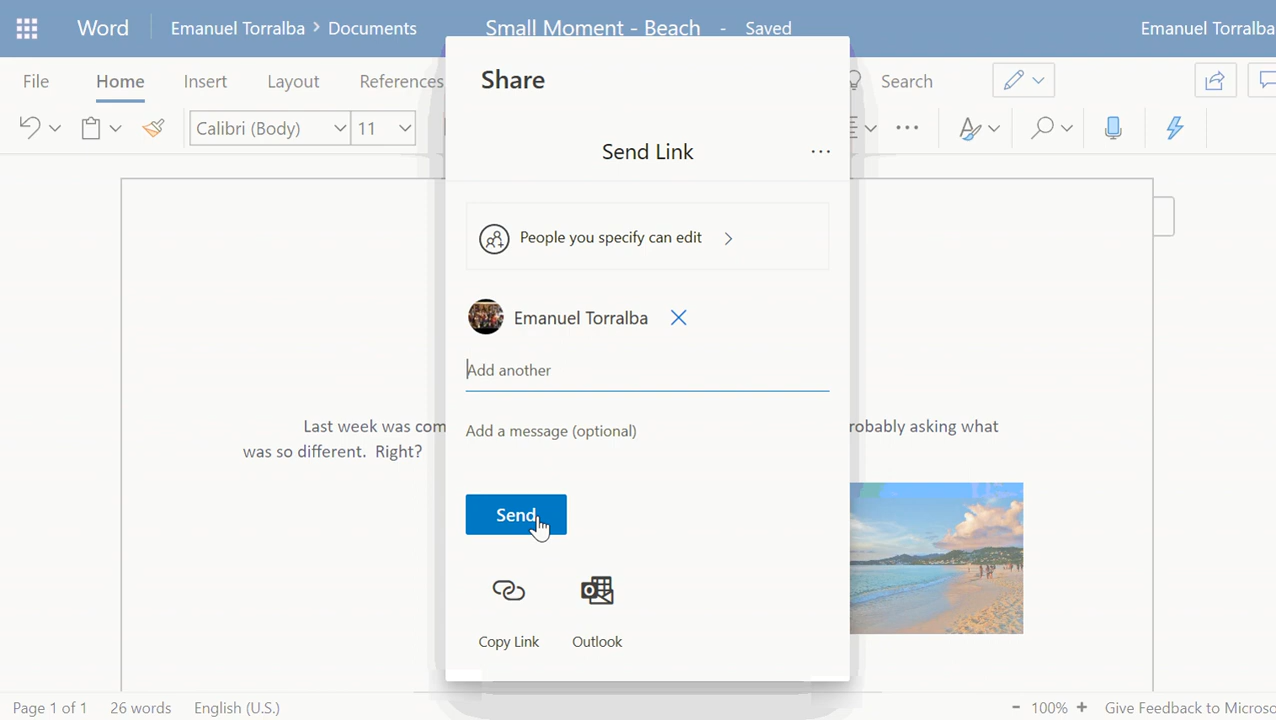 Word Emanuel Torralba > Documents Small Moment - Beach - Saved Emanuel Torralba
File Home Insert Layout References Search
Calibri (Body) 11
Share
Send Link
People you specify can edit
Emanuel Torralba
Add another
Add a message (optional)
Last week was robably asking what
was so different. Right?
Send
Copy Link Outlook
Page 1 of 1 26 words English (U.S.) - 100% + Give Feedback to